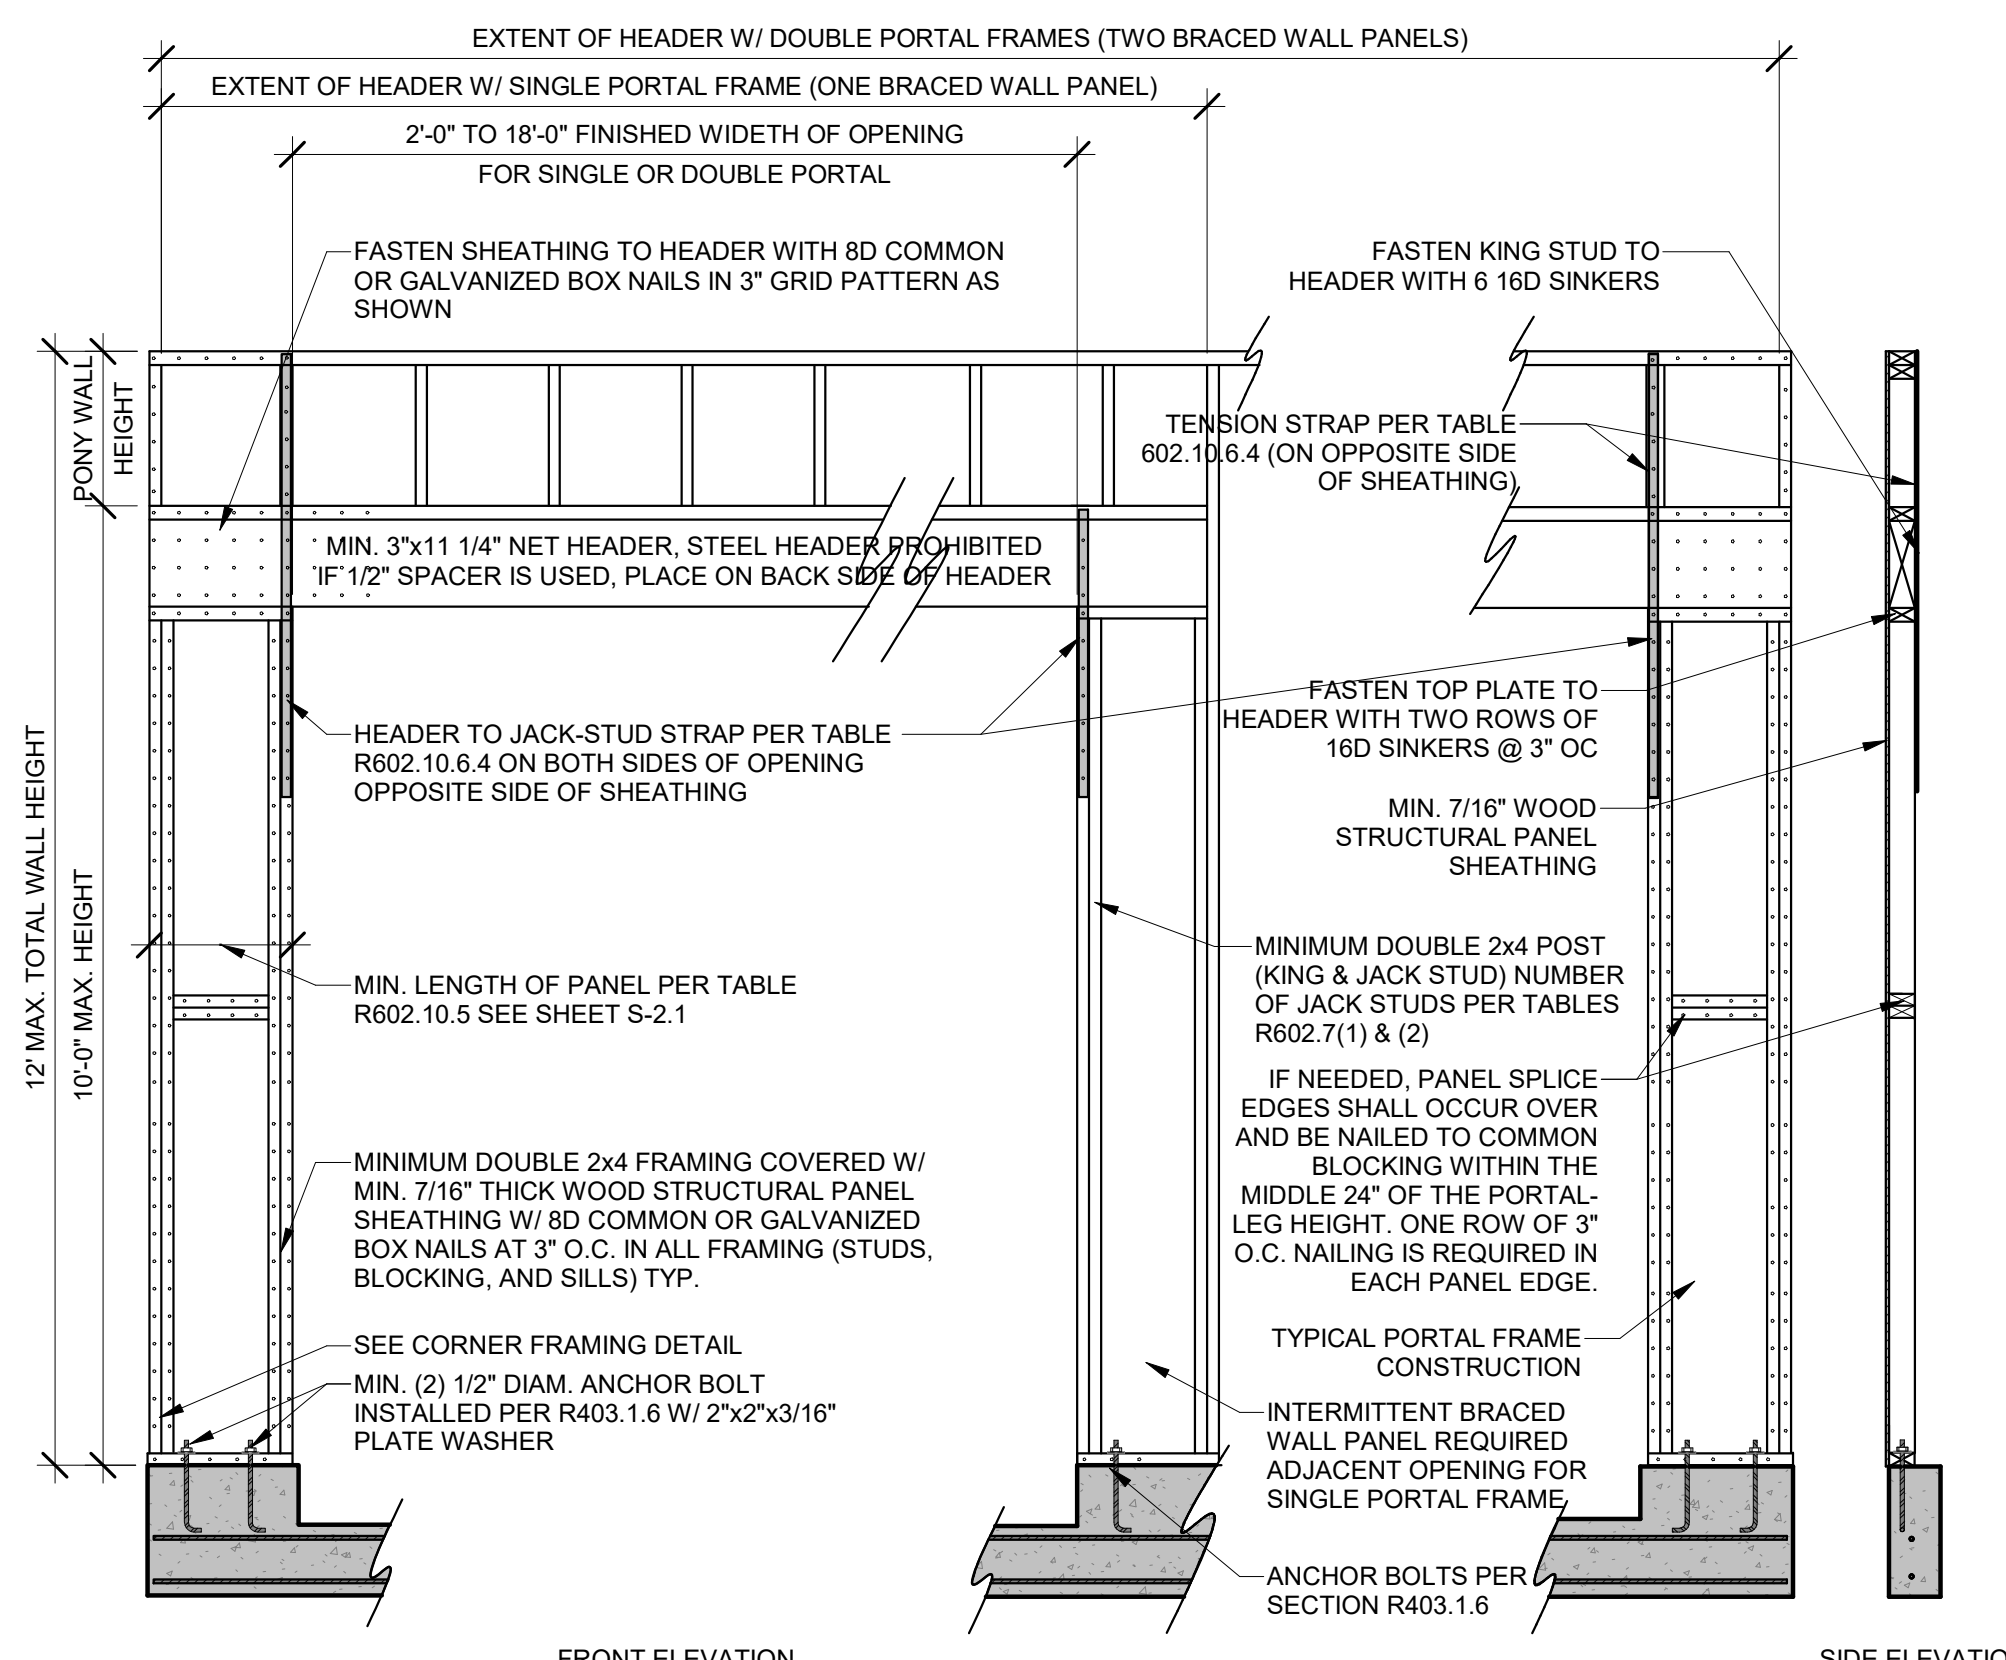 EXTENT OF HEADER W/ DOUBLE PORTAL FRAMES (TWO BRACED WALL PANELS)
EXTENT OF HEADER W/ SINGLE PORTAL FRAME (ONE BRACED WALL PANEL)
2'-0" TO 18'-0" FINISHED WIDETH OF OPENING
FOR SINGLE OR DOUBLE PORTAL
FASTEN SHEATHING TO HEADER WITH 8D COMMON
OR GALVANIZED BOX NAILS IN 3" GRID PATTERN AS
SHOWN
FASTEN KING STUD TO
HEADER WITH 6 16D SINKERS
PONY WALL
HEIGHT
TENSION STRAP PER TABLE
602.10.6.4 (ON OPPOSITE SIDE
OF SHEATHING)
MIN. 3"x11 1/4" NET HEADER, STEEL HEADER PROHIBITED
IF 1/2" SPACER IS USED, PLACE ON BACK SIDE OF HEADER
12' MAX. TOTAL WALL HEIGHT
10'-0" MAX. HEIGHT
HEADER TO JACK-STUD STRAP PER TABLE
R602.10.6.4 ON BOTH SIDES OF OPENING
OPPOSITE SIDE OF SHEATHING
FASTEN TOP PLATE TO
HEADER WITH TWO ROWS OF
16D SINKERS @ 3" OC
MIN. 7/16" WOOD
STRUCTURAL PANEL
SHEATHING
MIN. LENGTH OF PANEL PER TABLE
R602.10.5 SEE SHEET S-2.1
MINIMUM DOUBLE 2x4 POST
(KING & JACK STUD) NUMBER
OF JACK STUDS PER TABLES
R602.7(1) & (2)
IF NEEDED, PANEL SPLICE
EDGES SHALL OCCUR OVER
AND BE NAILED TO COMMON
BLOCKING WITHIN THE
MIDDLE 24" OF THE PORTAL-
LEG HEIGHT. ONE ROW OF 3"
O.C. NAILING IS REQUIRED IN
EACH PANEL EDGE.
MINIMUM DOUBLE 2x4 FRAMING COVERED W/
MIN. 7/16" THICK WOOD STRUCTURAL PANEL
SHEATHING W/ 8D COMMON OR GALVANIZED
BOX NAILS AT 3" O.C. IN ALL FRAMING (STUDS,
BLOCKING, AND SILLS) TYP.
SEE CORNER FRAMING DETAIL
MIN. (2) 1/2" DIAM. ANCHOR BOLT
INSTALLED PER R403.1.6 W/ 2"x2"x3/16"
PLATE WASHER
TYPICAL PORTAL FRAME
CONSTRUCTION
INTERMITTENT BRACED
WALL PANEL REQUIRED
ADJACENT OPENING FOR
SINGLE PORTAL FRAME
ANCHOR BOLTS PER
SECTION R403.1.6
FRONT ELEVATION
SIDE ELEVATIO